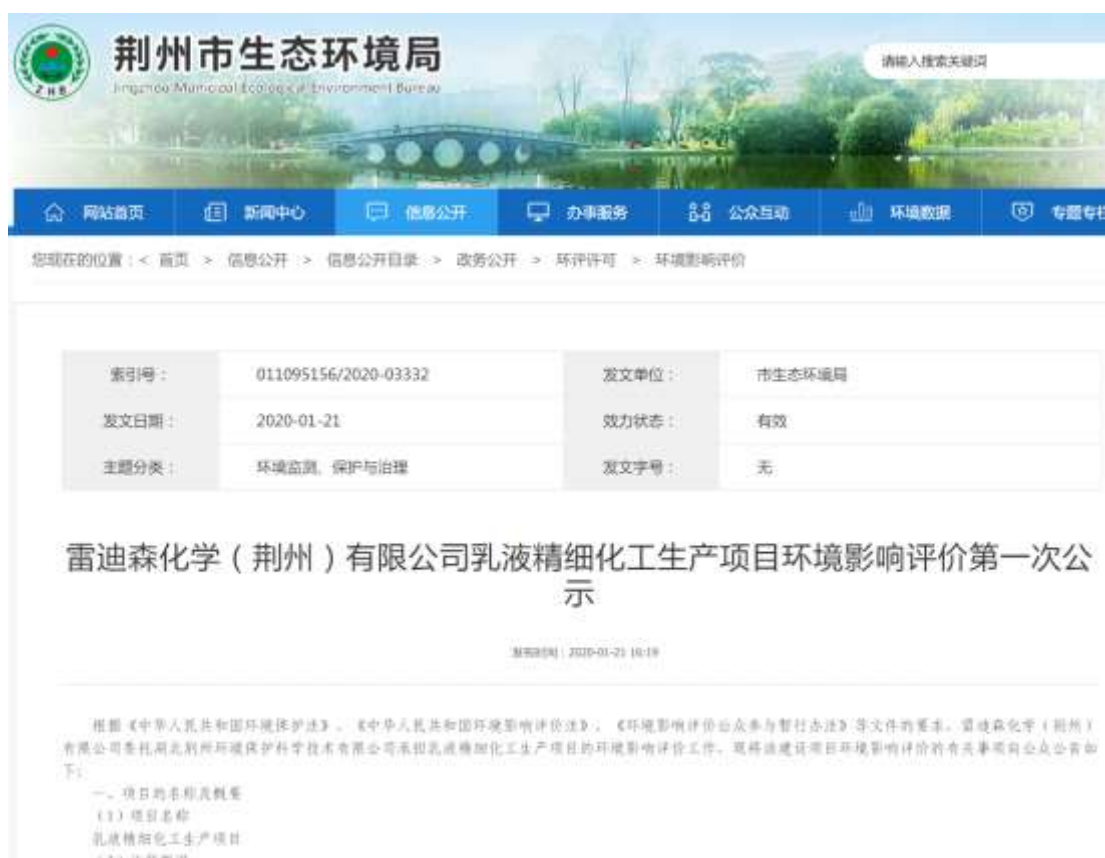 荆州市生态环境局
Jingzhou Municipal Ecological Environment Bureau
ZHB
请输入搜索关键词
网站首页 新闻中心 信息公开 办事服务 公众互动 环境数据 专题专栏
您现在的位置：< 首页 > 信息公开 > 信息公开目录 > 政务公开 > 环评许可 > 环境影响评价
索引号： 011095156/2020-03332 发文单位： 市生态环境局
发文日期： 2020-01-21 效力状态： 有效
主题分类： 环境监测、保护与治理 发文字号： 无
雷迪森化学（荆州）有限公司乳液精细化工生产项目环境影响评价第一次公
示
发布时间：2020-01-21 16:19
根据《中华人民共和国环境保护法》、《中华人民共和国环境影响评价法》、《环境影响评价公众参与暂行办法》等文件的要求，雷迪森化学（荆州）
有限公司委托湖北荆州环境保护科学技术有限公司承担乳液精细化工生产项目的环境影响评价工作，现将该建设项目环境影响评价的有关事项向公众公告如
下：
一、项目的名称及概要
（1）项目名称
乳液精细化工生产项目